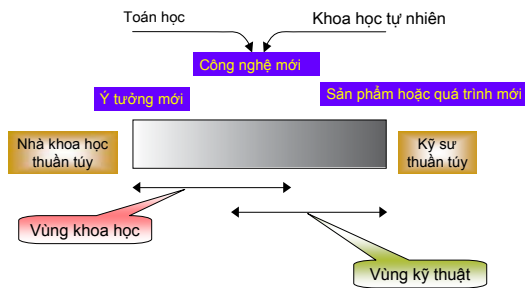 Toán học
Khoa học tự nhiên
Công nghệ mới
Ý tưởng mới
Sản phẩm hoặc quá trình mới
Nhà khoa học
thuần túy
Kỹ sư
thuần túy
Vùng khoa học
Vùng kỹ thuật